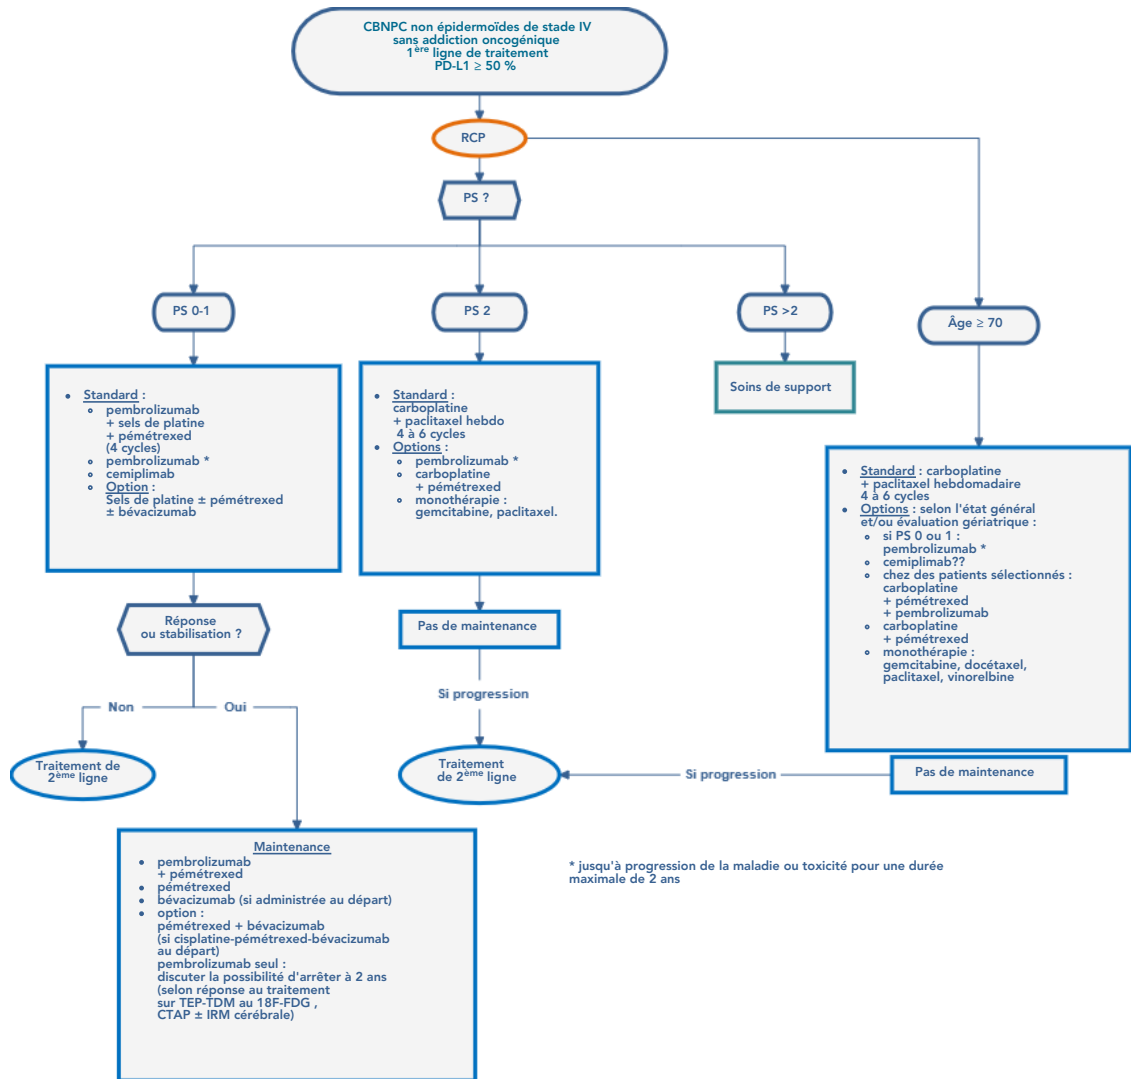 CBNPC non épidermoïdes de stade IV
sans addiction oncogénique
1ère ligne de traitement
PD-L1 ≥ 50 %
RCP
PS ?
PS 0-1
PS 2
PS >2
Âge ≥ 70
• Standard :
∘ pembrolizumab
+ sels de platine
+ pémétrexed
(4 cycles)
∘ pembrolizumab *
∘ cemiplimab
∘ Option :
Sels de platine ± pémétrexed
± bévacizumab
• Standard :
carboplatine
+ paclitaxel hebdo
4 à 6 cycles
• Options :
∘ pembrolizumab *
∘ carboplatine
+ pémétrexed
∘ monothérapie :
gemcitabine, paclitaxel.
Soins de support
• Standard : carboplatine
+ paclitaxel hebdomadaire
4 à 6 cycles
• Options : selon l'état général
et/ou évaluation gériatrique :
∘ si PS 0 ou 1 :
pembrolizumab *
∘ cemiplimab??
∘ chez des patients sélectionnés :
carboplatine
+ pémétrexed
+ pembrolizumab
∘ carboplatine
+ pémétrexed
∘ monothérapie :
gemcitabine, docétaxel,
paclitaxel, vinorelbine
Réponse
ou stabilisation ?
Pas de maintenance
Si progression
Non
Oui
Traitement de
2ème ligne
Traitement
de 2ème ligne
Si progression
Pas de maintenance
Maintenance
• pembrolizumab
+ pémétrexed
• pémétrexed
• bévacizumab (si administrée au départ)
• option :
pémétrexed + bévacizumab
(si cisplatine-pémétrexed-bévacizumab
au départ)
pembrolizumab seul :
discuter la possibilité d'arrêter à 2 ans
(selon réponse au traitement
sur TEP-TDM au 18F-FDG ,
CTAP ± IRM cérébrale)
* jusqu'à progression de la maladie ou toxicité pour une durée
maximale de 2 ans